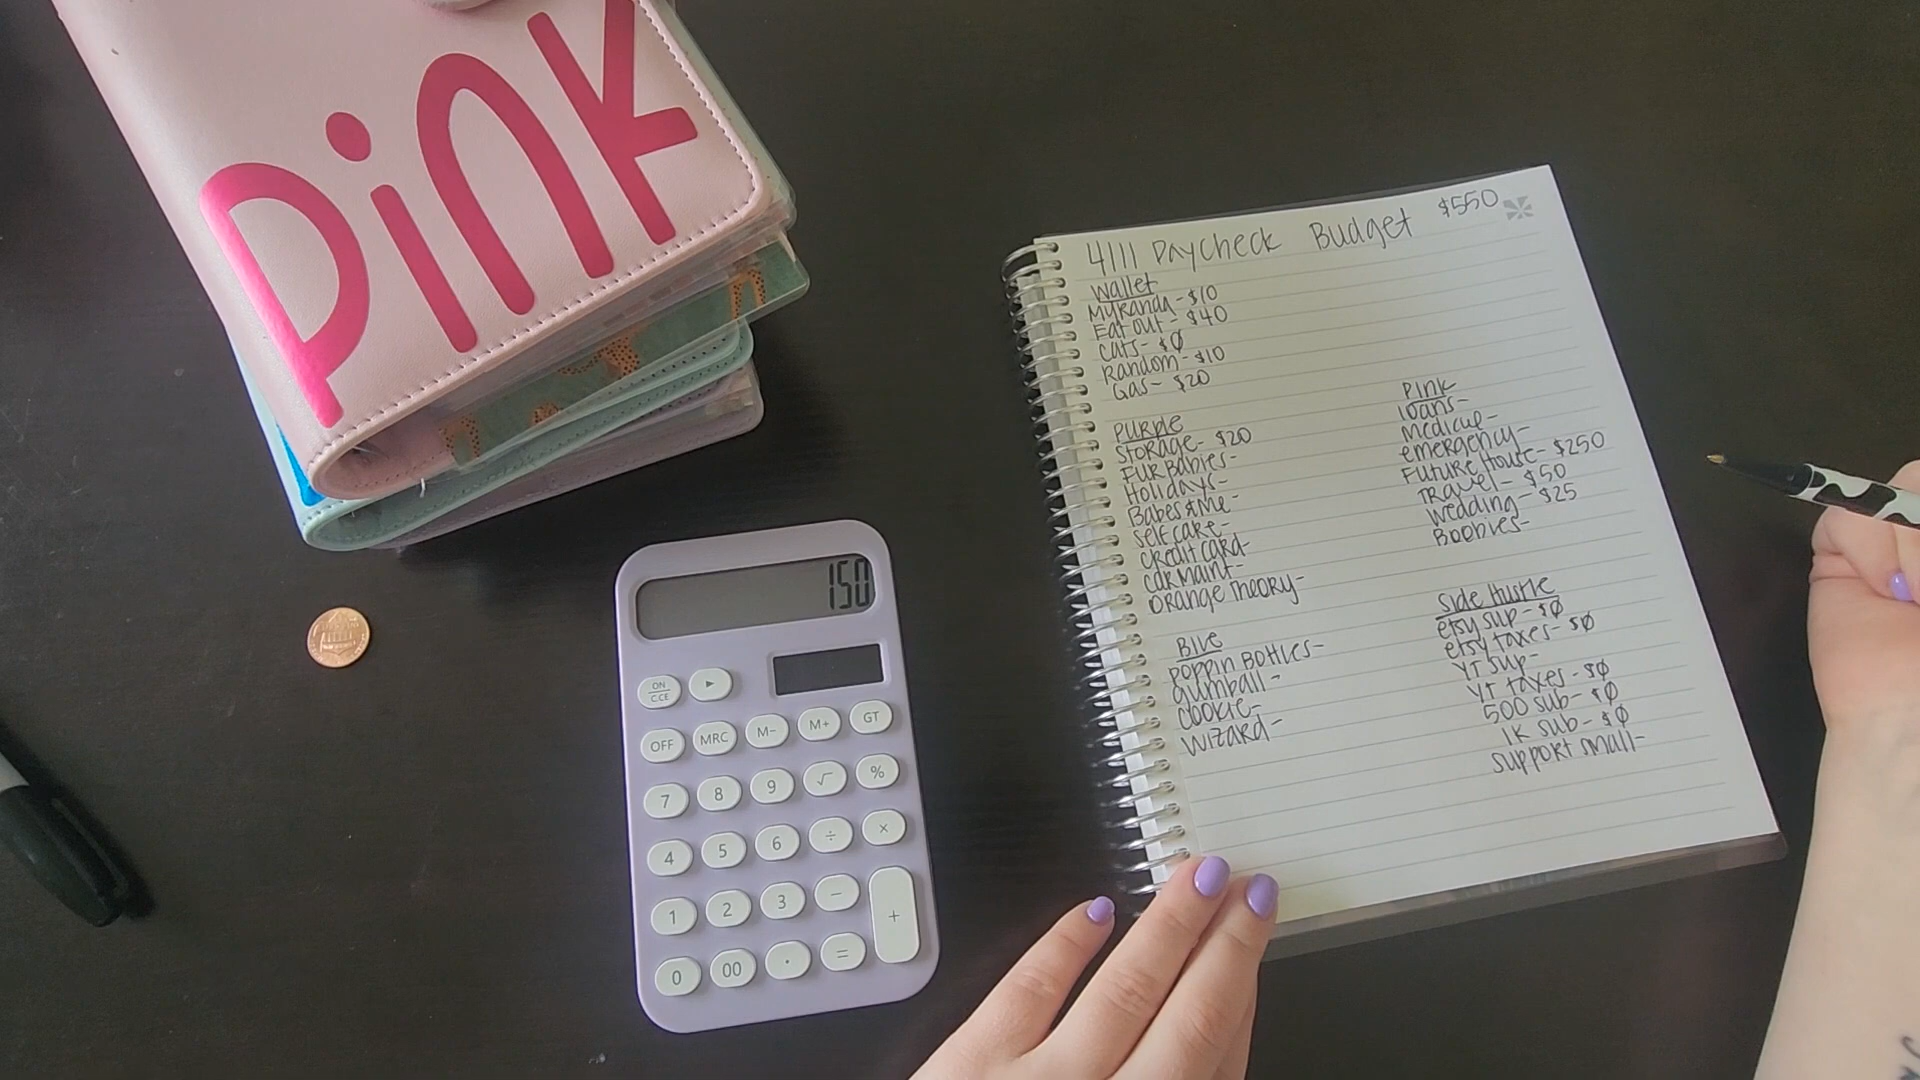 Pink
4111 Paycheck Budget $550
Wallet
Mykanda - $10
Eat out - $40
Cats - $0
Random - $10
Gas - $20
Purple
Storage - $20
Fur Babies -
Holidays -
Babes & Me -
Self care -
Credit card -
Car Maint -
Orange Theory -
Blue
Poppin Bottles -
Gumball -
Cookie -
Wizard -
Pink
loans -
Medical -
emergency -
Future House - $250
Travel - $50
Wedding - $25
Boobies -
Side Hustle
etsy sup - $0
etsy taxes - $0
YT sup -
YT taxes - $0
500 sub - $0
1K sub - $0
support small -
150
ON
C.CE
▶
OFF
MRC
M−
M+
GT
7
8
9
√
%
4
5
6
÷
×
1
2
3
−
+
0
00
.
=